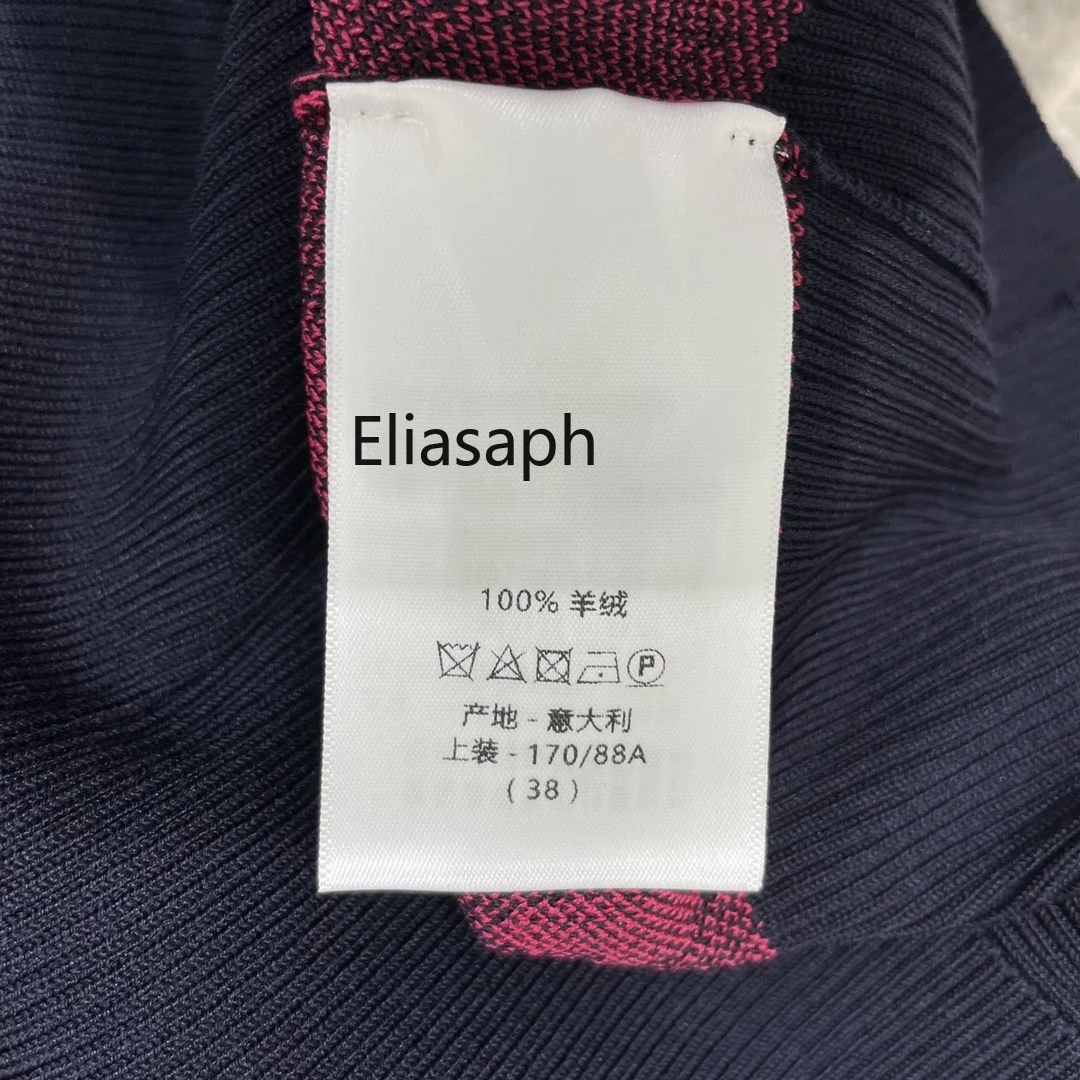 Eliasaph
100% 羊绒
P
产地 - 意大利
上装 - 170/88A
( 38 )